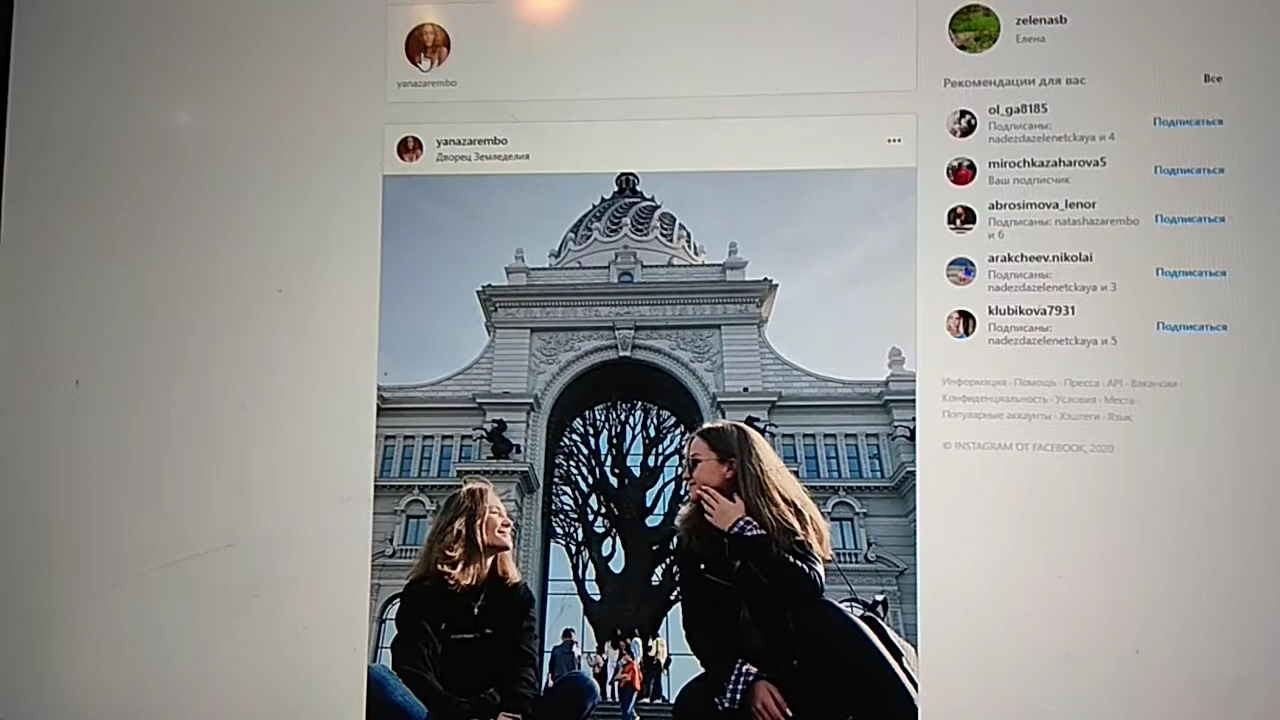 yanazarembo
yanazarembo
Дворец Земледелия
zelenasb
Елена
Рекомендации для вас
Все
ol_ga8185
Подписаны:
nadezdazelenetckaya и 4
Подписаться
mirochkazaharova5
Ваш подписчик
Подписаться
abrosimova_lenor
Подписаны: natashazarembo
и 6
Подписаться
arakcheev.nikolai
Подписаны:
nadezdazelenetckaya и 3
Подписаться
klubikova7931
Подписаны:
nadezdazelenetckaya и 5
Подписаться
Информация · Помощь · Пресса · API · Вакансии
Конфиденциальность · Условия · Места ·
Популярные аккаунты · Хэштеги · Язык
© INSTAGRAM ОТ FACEBOOK, 2020